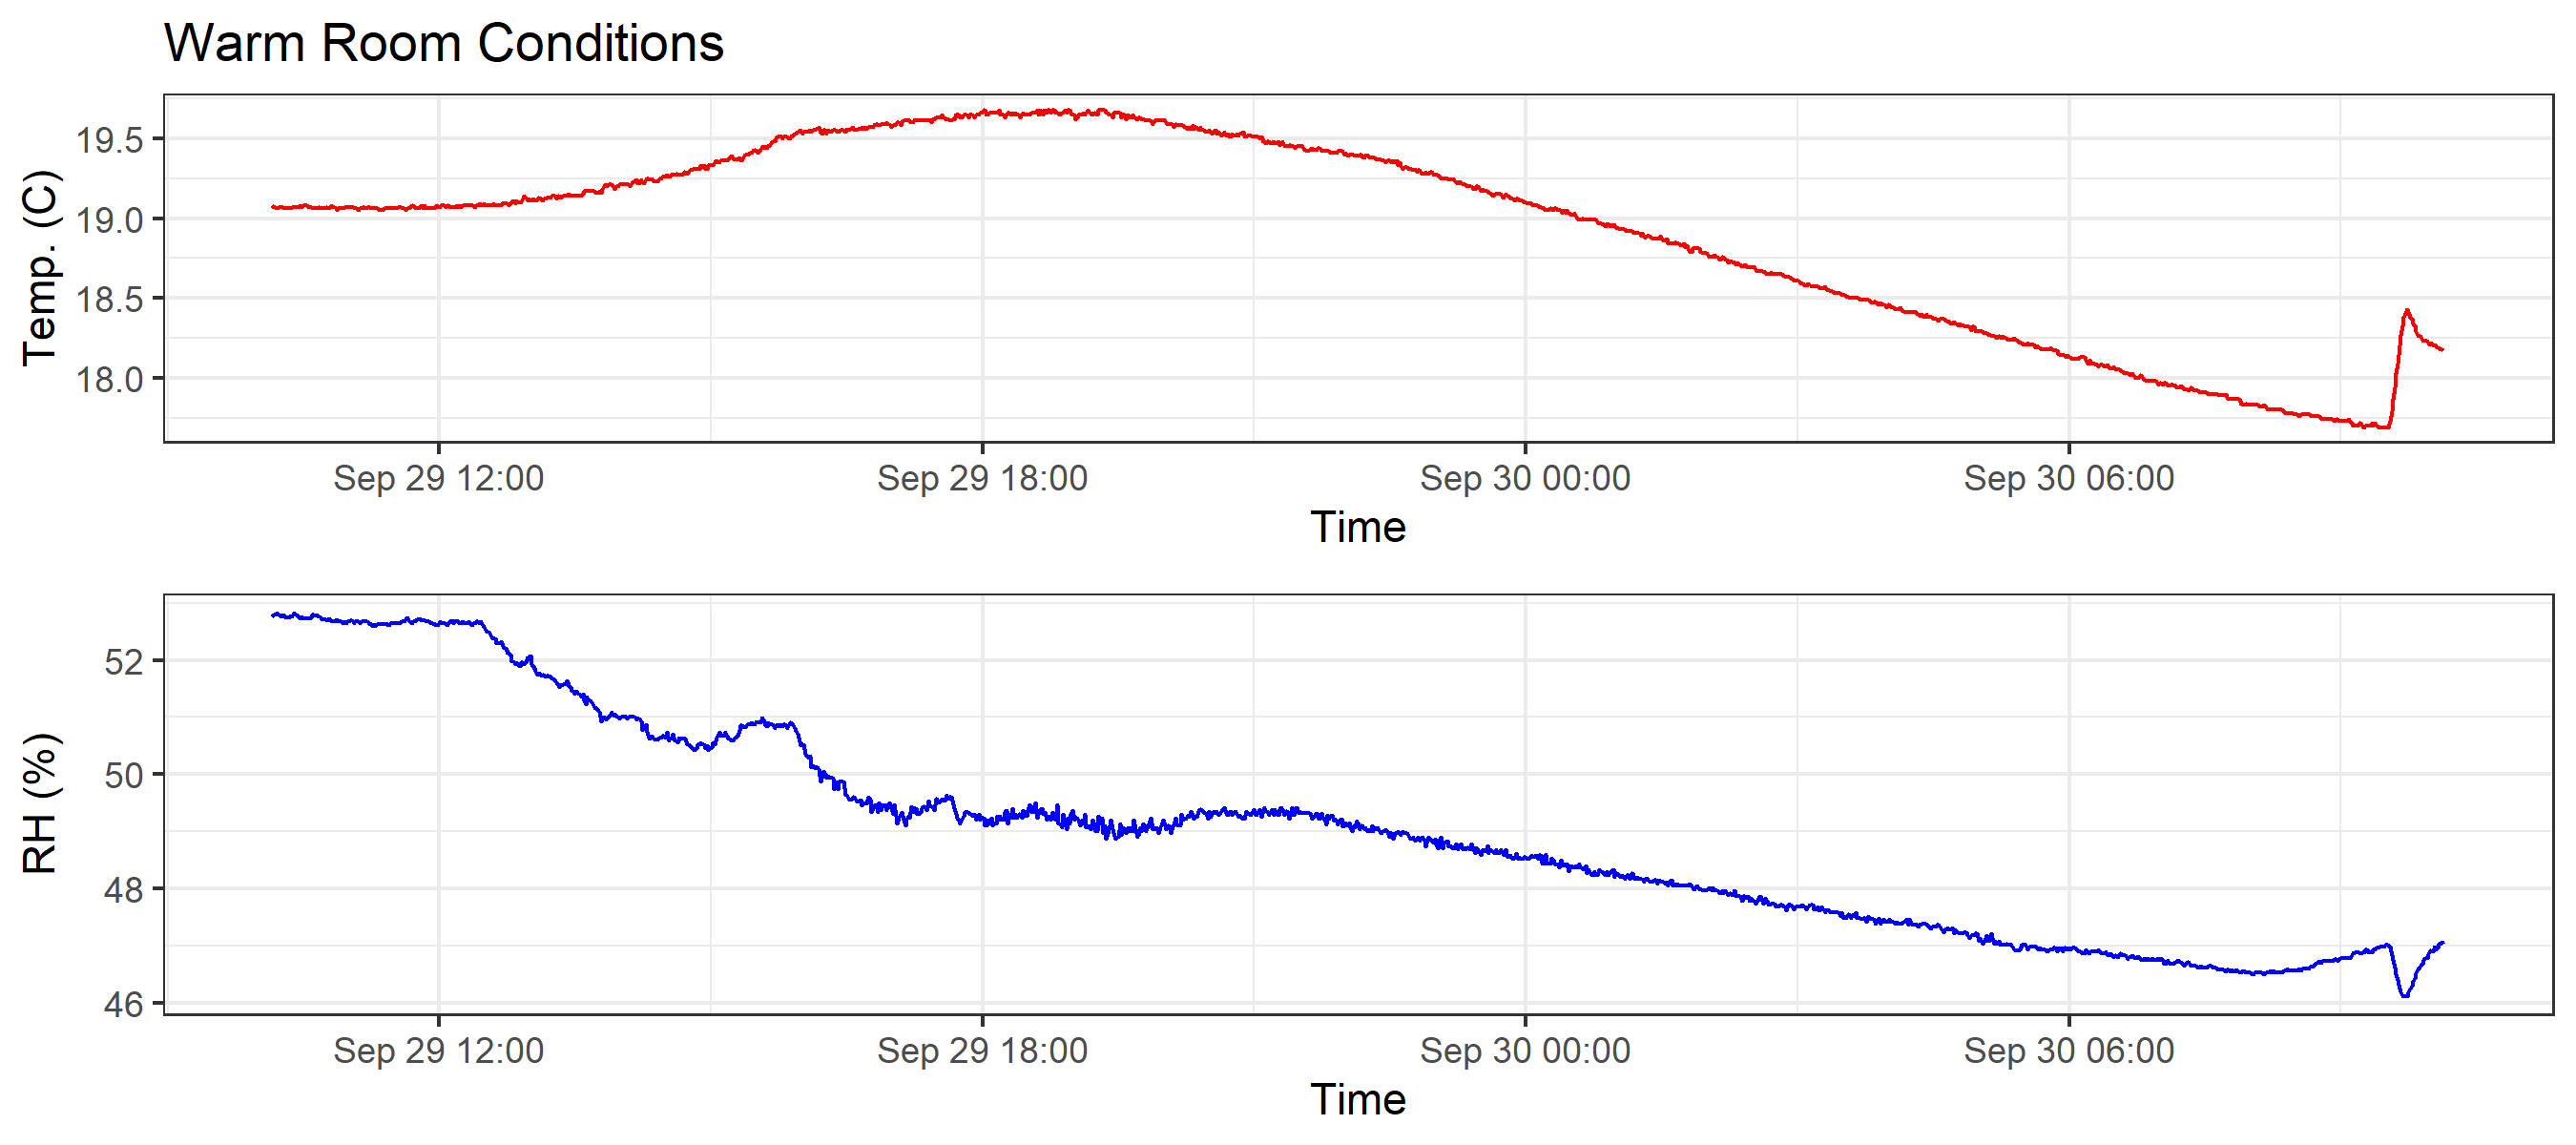 Warm Room Conditions
Temp. (C)
19.5
19.0
18.5
18.0
Sep 29 12:00 Sep 29 18:00 Sep 30 00:00 Sep 30 06:00
Time
RH (%)
52
50
48
46
Sep 29 12:00 Sep 29 18:00 Sep 30 00:00 Sep 30 06:00
Time